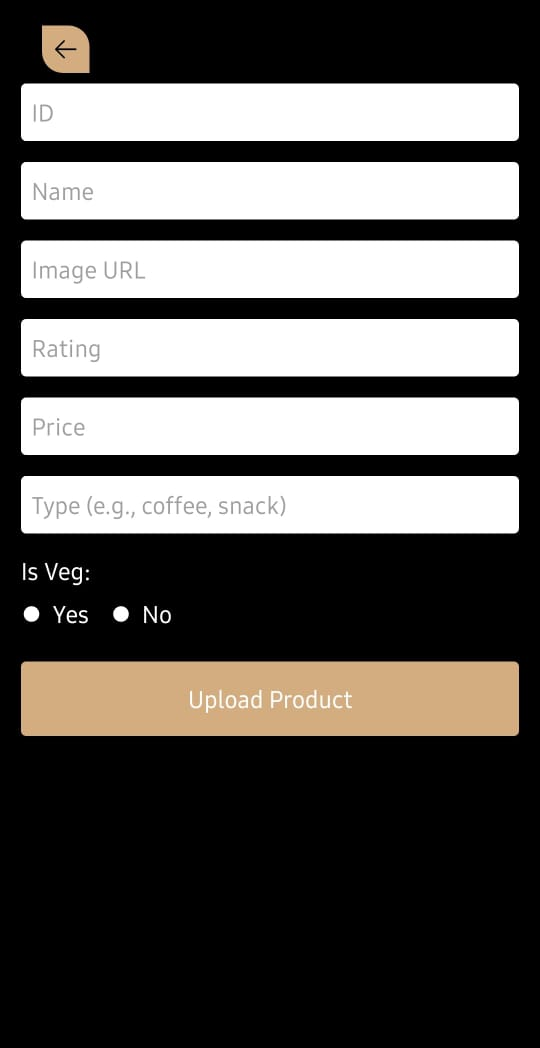 ID
Name
Image URL
Rating
Price
Type (e.g., coffee, snack)
Is Veg:
Yes No
Upload Product